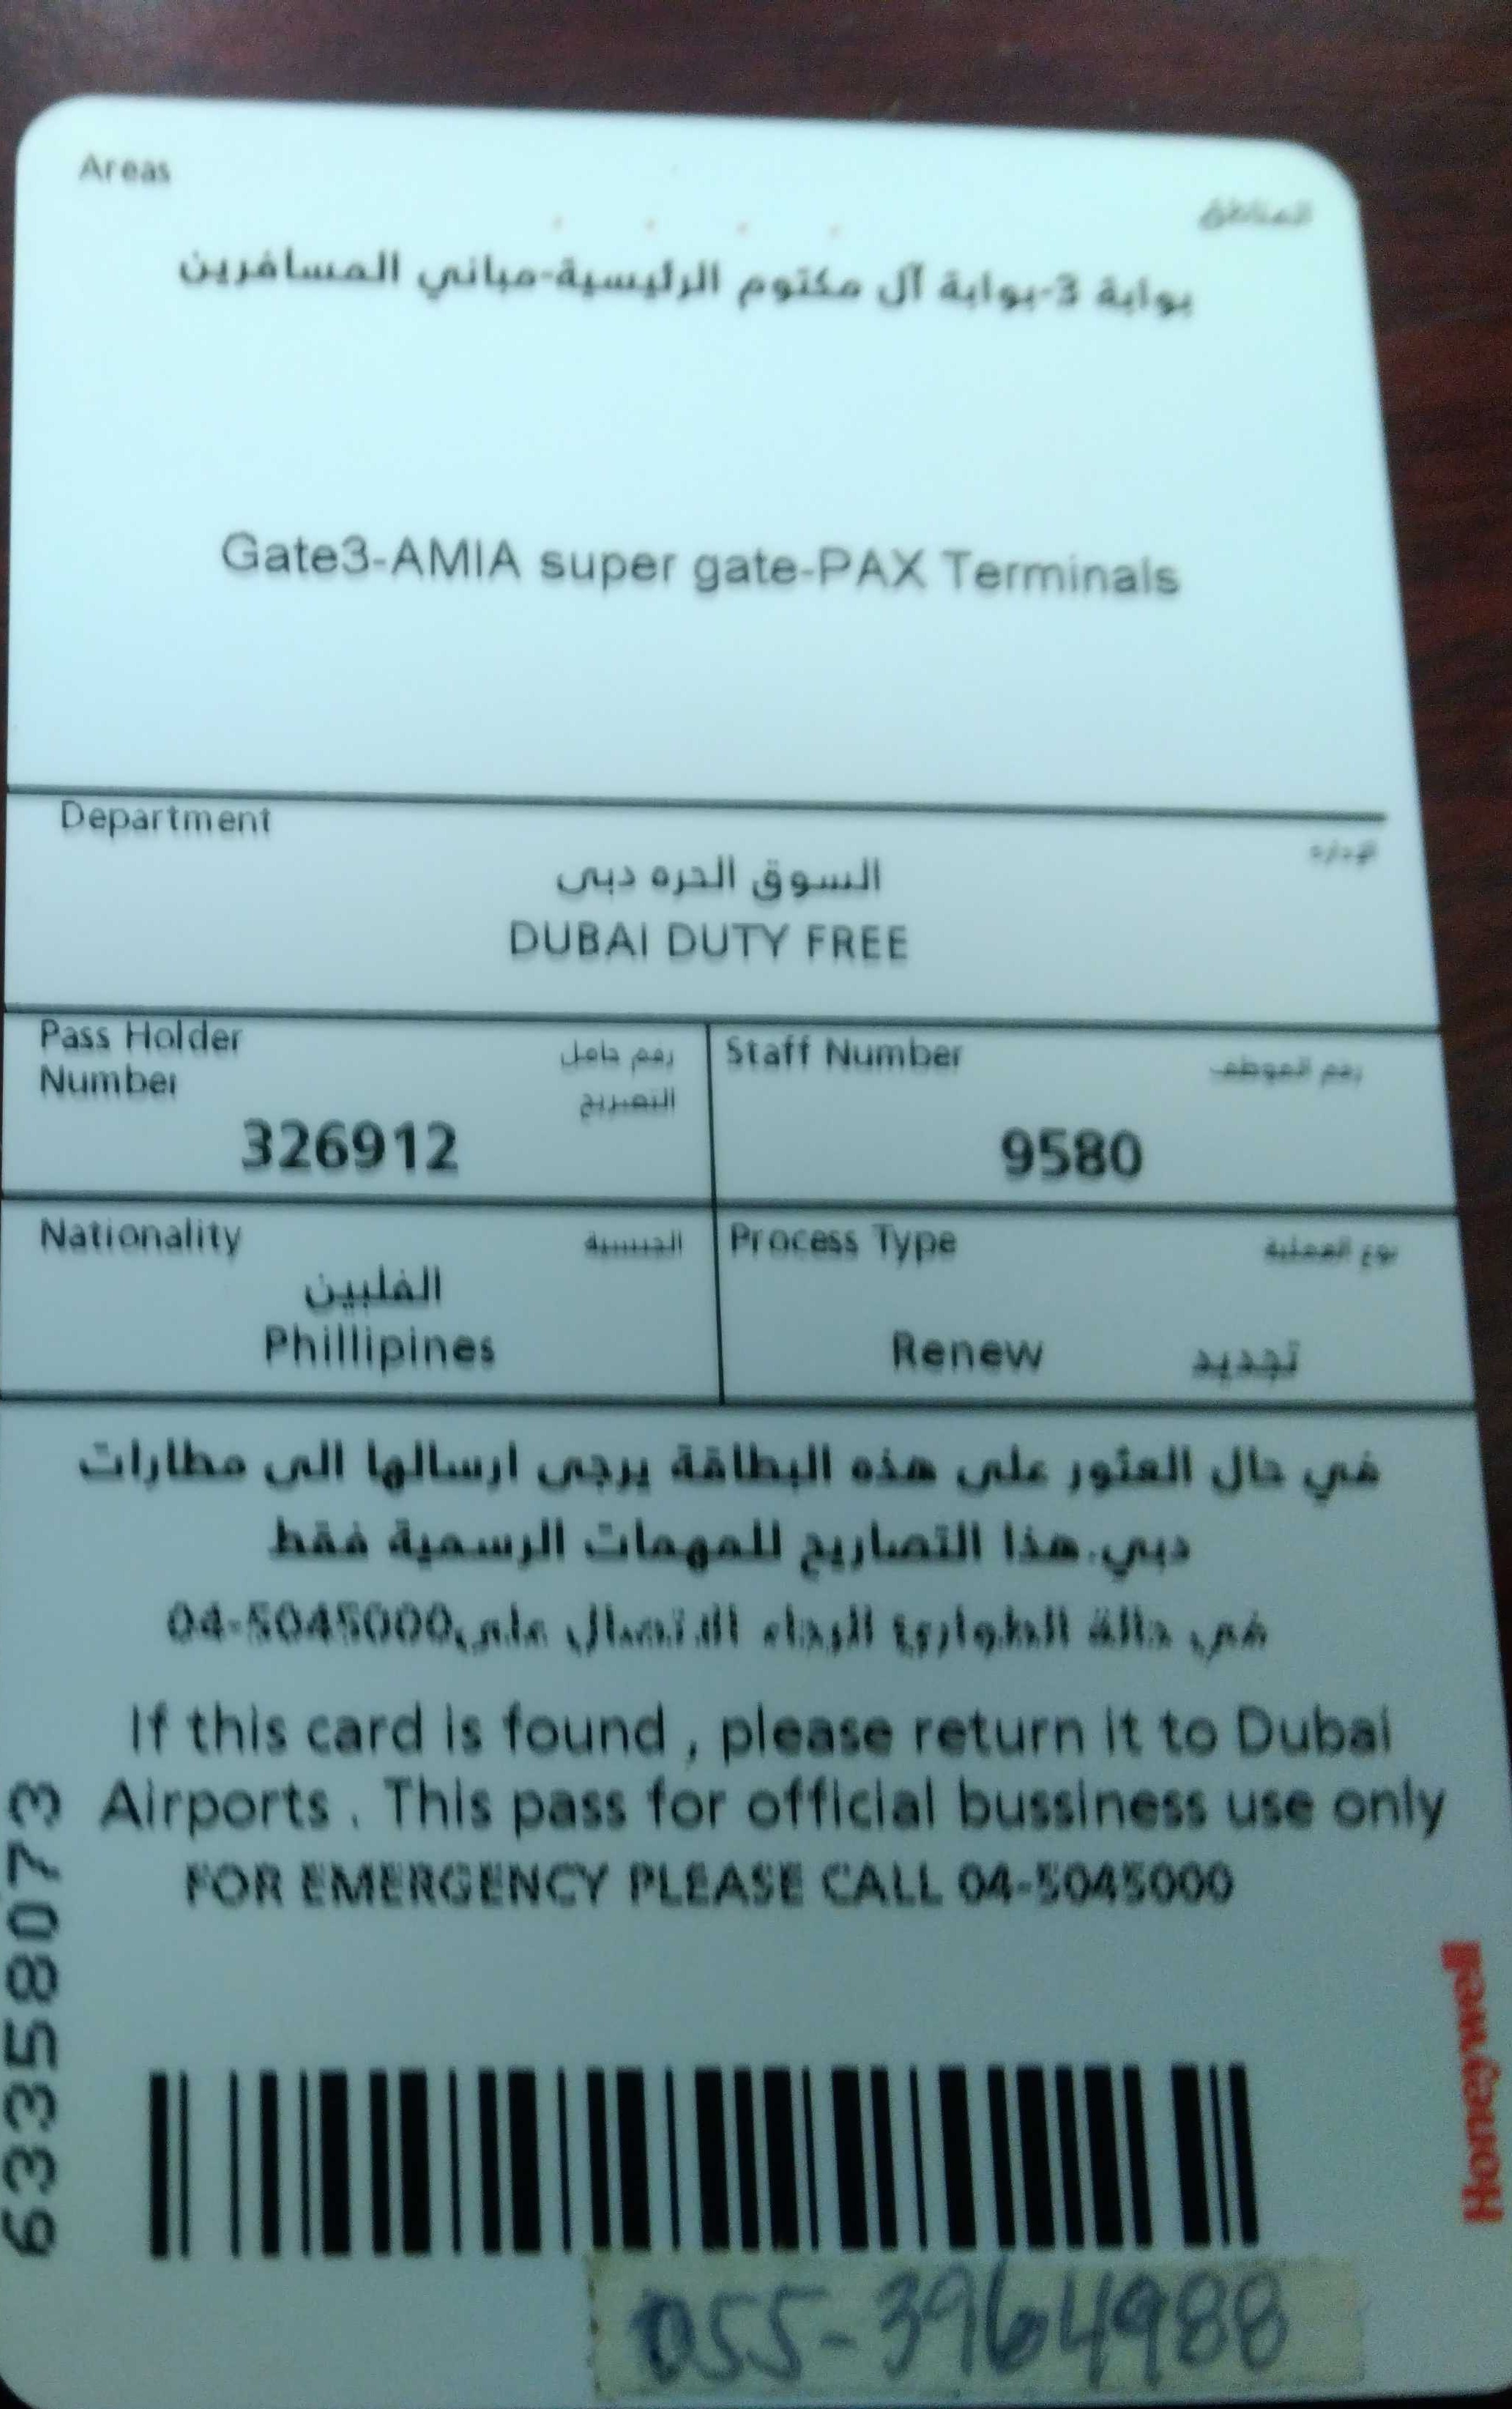 Areas المناطق
بوابة 3-بوابة آل مكتوم الرئيسية-مباني المسافرين
Gate3-AMIA super gate-PAX Terminals
Department الإدارة
السوق الحره دبى
DUBAI DUTY FREE
Pass Holder Number رقم حامل التصريح
326912
Staff Number رقم الموظف
9580
Nationality الجنسية
الفلبين
Phillipines
Process Type نوع العملية
Renew تجديد
في حال العثور على هذه البطاقة يرجى ارسالها الى مطارات
دبي.هذا التصاريح للمهمات الرسمية فقط
في حالة الطوارئ الرجاء الاتصال على04-5045000
If this card is found , please return it to Dubai
Airports . This pass for official bussiness use only
FOR EMERGENCY PLEASE CALL 04-5045000
633358073
Honeywell
055-3964988